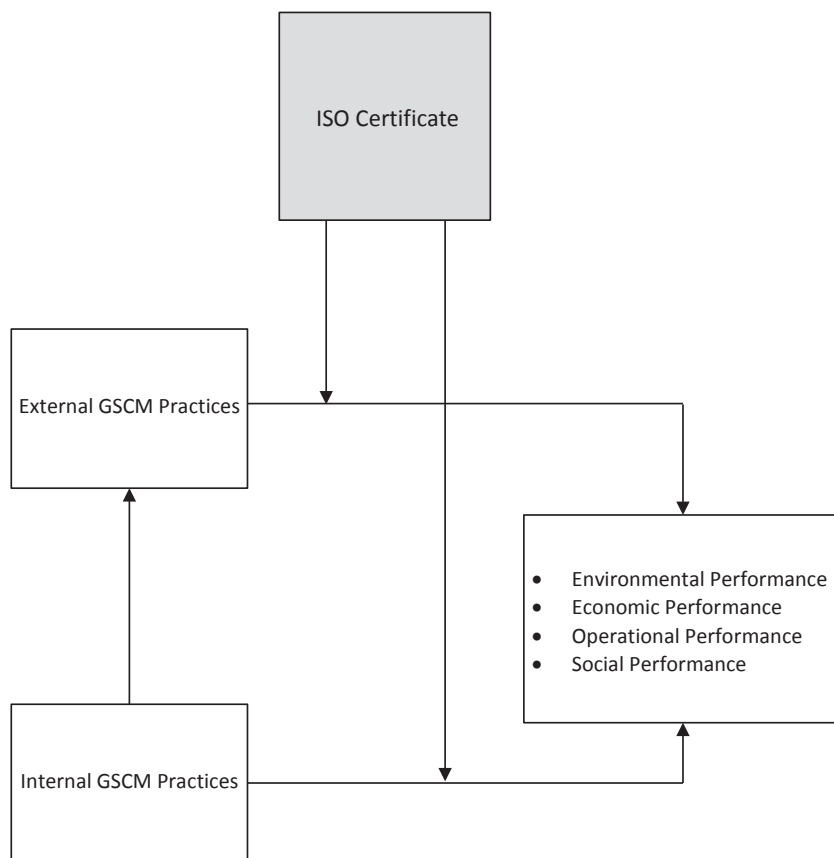 ISO Certificate
External GSCM Practices
• Environmental Performance
• Economic Performance
• Operational Performance
• Social Performance
Internal GSCM Practices